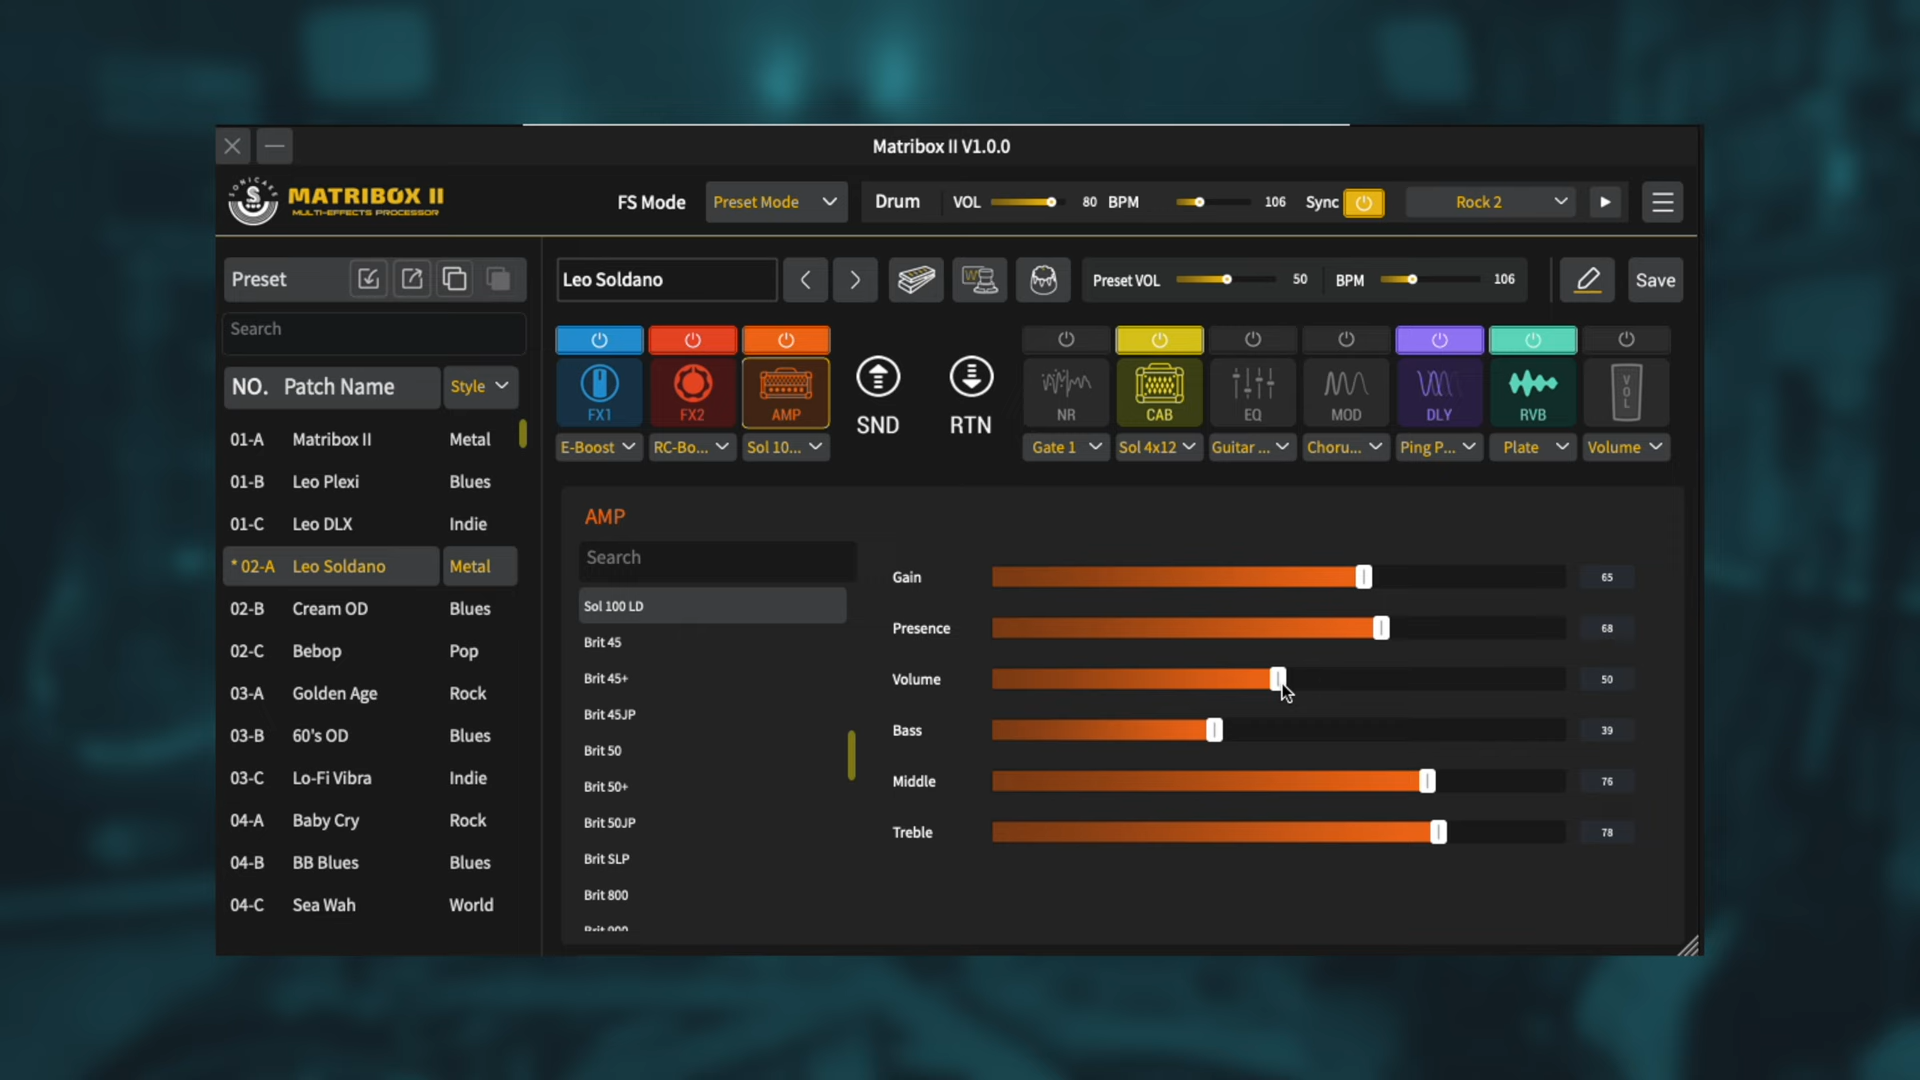 Matribox II V1.0.0
SONICAKE
S
MATRIBOX II
MULTI-EFFECTS PROCESSOR
FS Mode
Preset Mode
Drum
VOL
80
BPM
106
Sync
Rock 2
Preset
Leo Soldano
W
Preset VOL
50
BPM
106
Save
Search
NO. Patch Name
Style
FX1
FX2
AMP
SND
RTN
NR
CAB
EQ
MOD
DLY
RVB
VOL
E-Boost
RC-Bo...
Sol 10...
Gate 1
Sol 4x12
Guitar ...
Choru...
Ping P...
Plate
Volume
01-A Matribox II Metal
01-B Leo Plexi Blues
01-C Leo DLX Indie
* 02-A Leo Soldano Metal
02-B Cream OD Blues
02-C Bebop Pop
03-A Golden Age Rock
03-B 60's OD Blues
03-C Lo-Fi Vibra Indie
04-A Baby Cry Rock
04-B BB Blues Blues
04-C Sea Wah World
AMP
Search
Sol 100 LD
Brit 45
Brit 45+
Brit 45JP
Brit 50
Brit 50+
Brit 50JP
Brit SLP
Brit 800
Brit 900
Gain 65
Presence 68
Volume 50
Bass 39
Middle 76
Treble 78